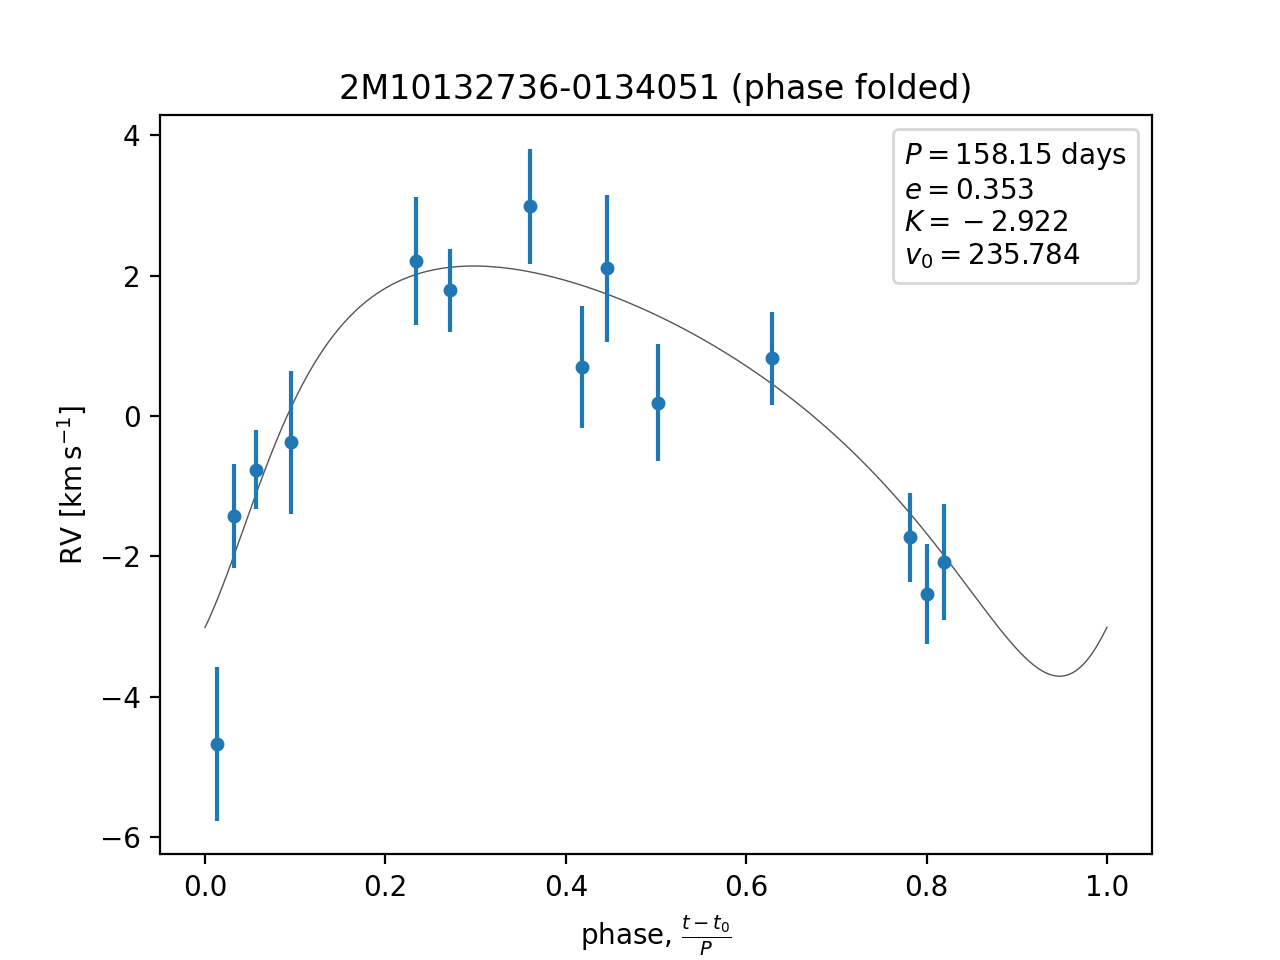 2M10132736-0134051 (phase folded)
P = 158.15 days
e = 0.353
K = −2.922
v₀ = 235.784
4
2
0
−2
−4
−6
RV [km s⁻¹]
0.0 0.2 0.4 0.6 0.8 1.0
phase, (t − t₀)/P